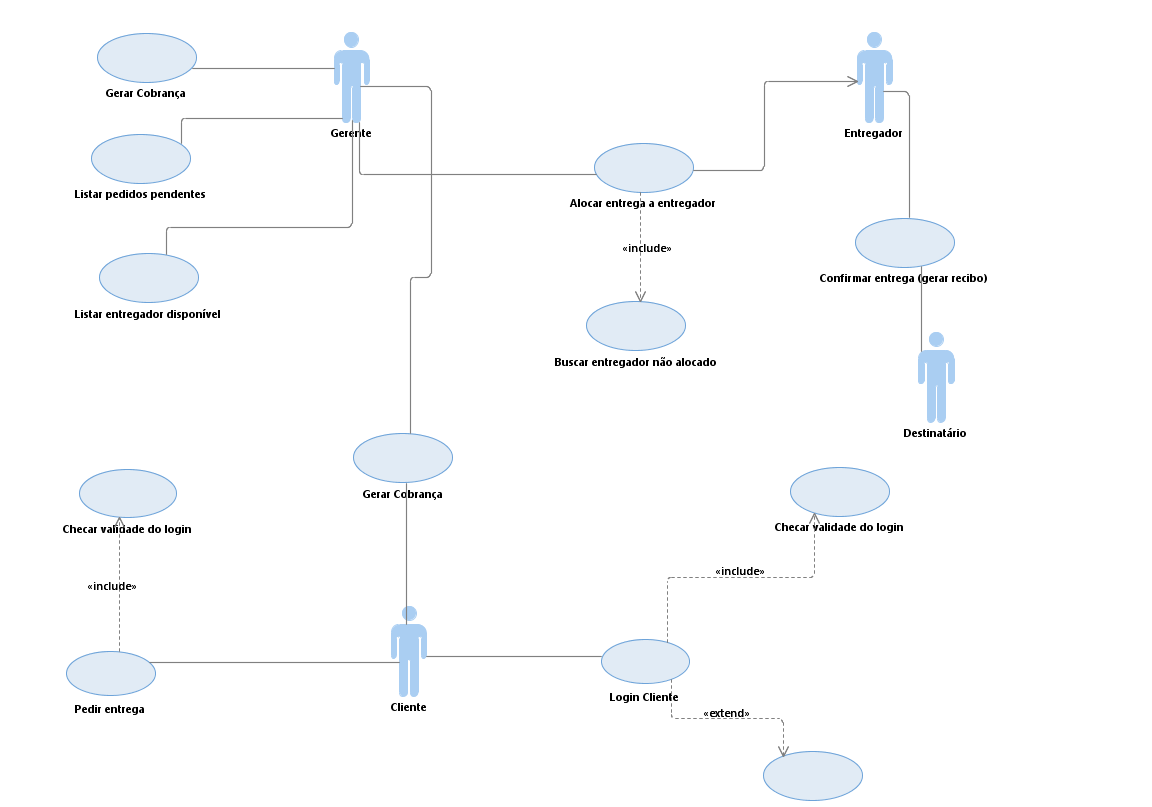 Gerar Cobrança
Gerente
Entregador
Listar pedidos pendentes
Alocar entrega a entregador
«include»
Confirmar entrega (gerar recibo)
Listar entregador disponível
Buscar entregador não alocado
Destinatário
Gerar Cobrança
Checar validade do login
Checar validade do login
«include»
«include»
Pedir entrega
Cliente
Login Cliente
«extend»